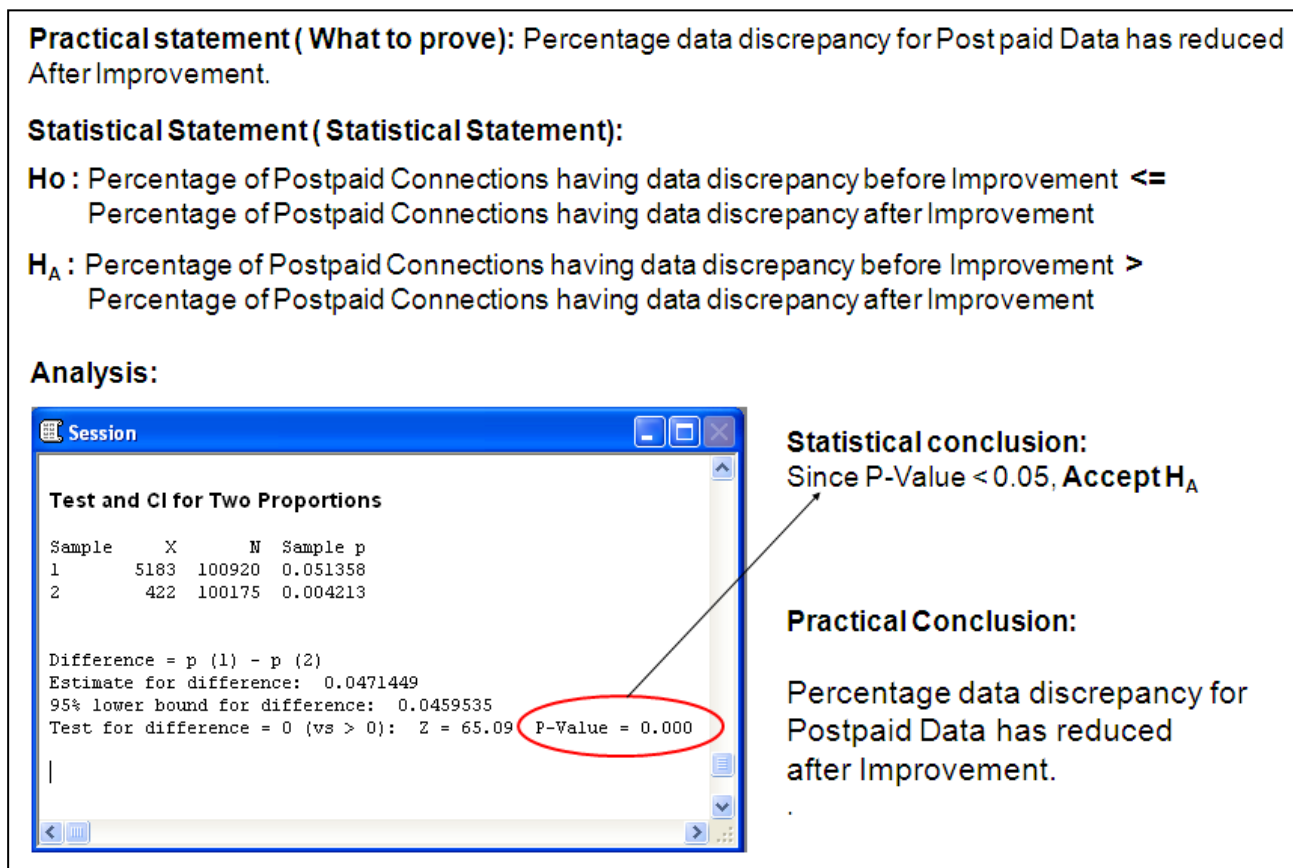 Practical statement ( What to prove): Percentage data discrepancy for Post paid Data has reduced
After Improvement.
Statistical Statement ( Statistical Statement):
Ho : Percentage of Postpaid Connections having data discrepancy before Improvement <=
Percentage of Postpaid Connections having data discrepancy after Improvement
HA : Percentage of Postpaid Connections having data discrepancy before Improvement >
Percentage of Postpaid Connections having data discrepancy after Improvement
Analysis:
Session
Test and CI for Two Proportions
Sample X N Sample p
1 5183 100920 0.051358
2 422 100175 0.004213
Difference = p (1) - p (2)
Estimate for difference: 0.0471449
95% lower bound for difference: 0.0459535
Test for difference = 0 (vs > 0): Z = 65.09 P-Value = 0.000
Statistical conclusion:
Since P-Value < 0.05, Accept HA
Practical Conclusion:
Percentage data discrepancy for
Postpaid Data has reduced
after Improvement.
.